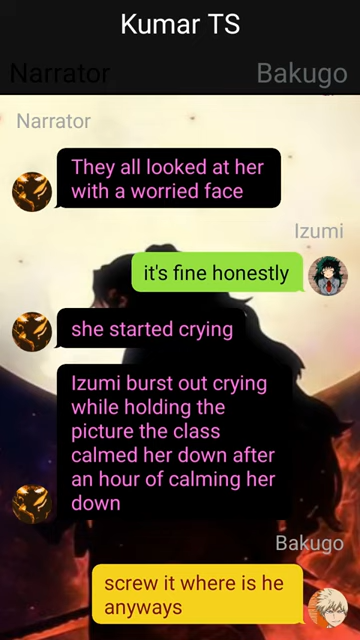 Kumar TS
Narrator
Bakugo
Narrator
They all looked at her
with a worried face
Izumi
it's fine honestly
she started crying
Izumi burst out crying
while holding the
picture the class
calmed her down after
an hour of calming her
down
Bakugo
screw it where is he
anyways